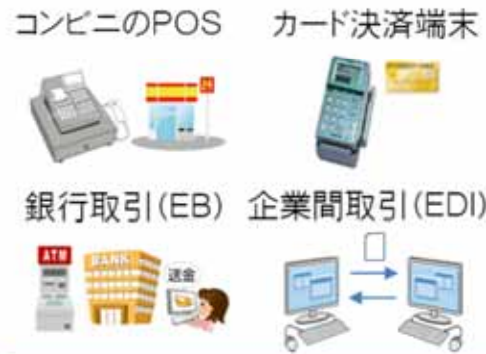 コンビニのPOS
カード決済端末
24
銀行取引(EB)
企業間取引(EDI)
ATM
BANK
送金